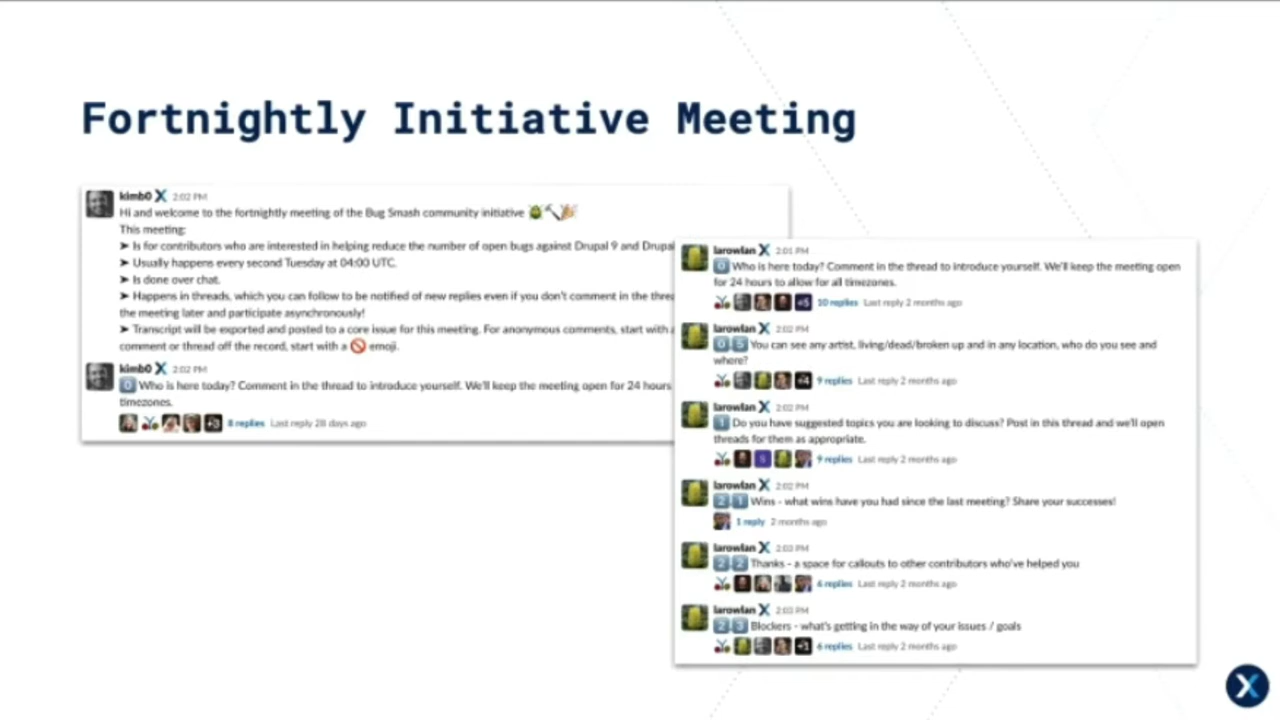 Fortnightly Initiative Meeting
kimb0 2:02 PM
Hi and welcome to the fortnightly meeting of the Bug Smash community initiative
This meeting:
➤ Is for contributors who are interested in helping reduce the number of open bugs against Drupal 9 and Drupal
➤ Usually happens every second Tuesday at 04:00 UTC.
➤ Is done over chat.
➤ Happens in threads, which you can follow to be notified of new replies even if you don't comment in the
the meeting later and participate asynchronously!
➤ Transcript will be exported and posted to a core issue for this meeting. For anonymous comments, start with a
comment or thread off the record, start with a 🚫 emoji.
kimb0 2:02 PM
0 Who is here today? Comment in the thread to introduce yourself. We'll keep the meeting open for 24 hours
timezones.
+3 8 replies Last reply 28 days ago
larowlan 2:01 PM
0 Who is here today? Comment in the thread to introduce yourself. We'll keep the meeting open
for 24 hours to allow for all timezones.
+5 10 replies Last reply 2 months ago
larowlan 2:02 PM
0 5 You can see any artist, living/dead/broken up and in any location, who do you see and
where?
+4 9 replies Last reply 2 months ago
larowlan 2:02 PM
1 Do you have suggested topics you are looking to discuss? Post in this thread and we'll open
threads for them as appropriate.
S 9 replies Last reply 2 months ago
larowlan 2:02 PM
2 1 Wins - what wins have you had since the last meeting? Share your successes!
1 reply 2 months ago
larowlan 2:03 PM
2 2 Thanks - a space for callouts to other contributors who've helped you
6 replies Last reply 2 months ago
larowlan 2:03 PM
2 3 Blockers - what's getting in the way of your issues / goals
+1 6 replies Last reply 2 months ago